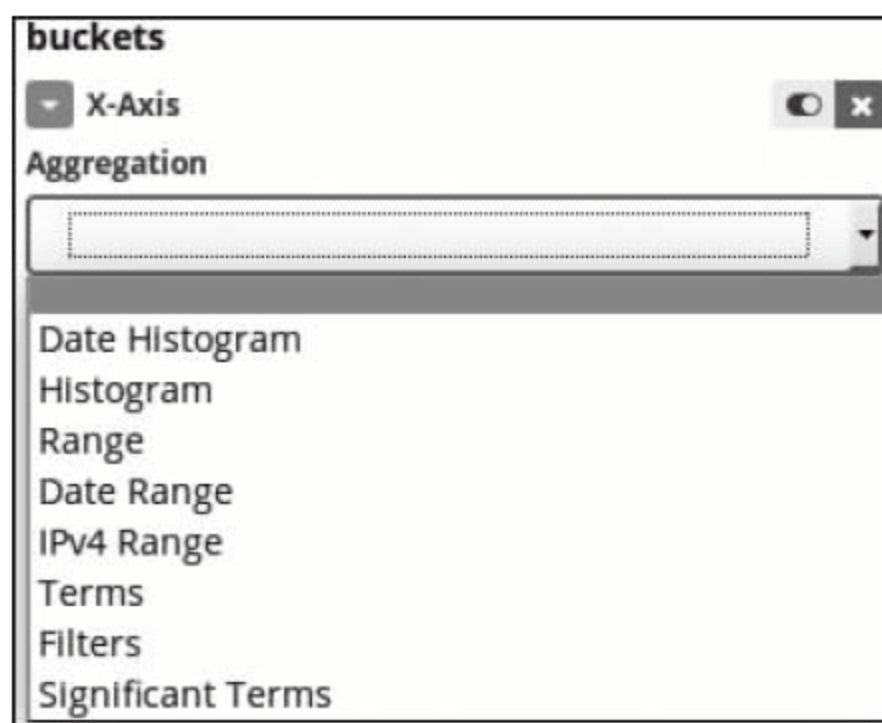 buckets
X-Axis
Aggregation
Date Histogram
Histogram
Range
Date Range
IPv4 Range
Terms
Filters
Significant Terms